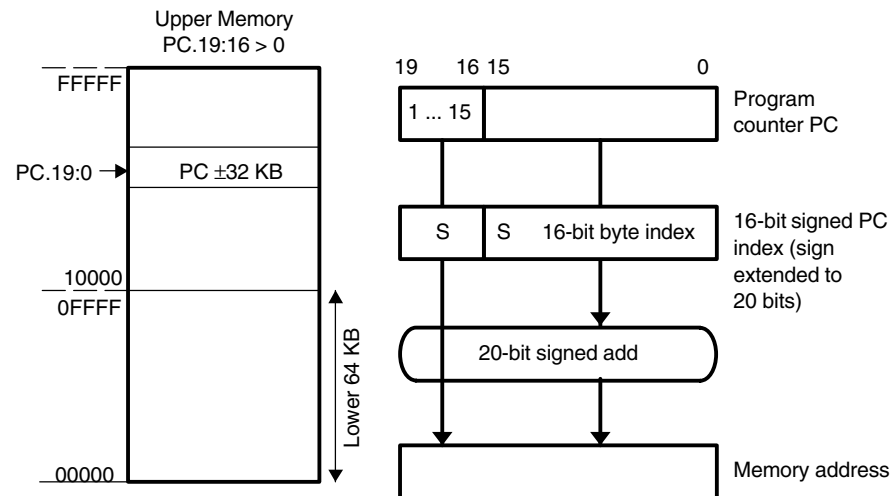 Upper Memory
PC.19:16 > 0
FFFFF
PC.19:0
PC ±32 KB
10000
0FFFF
Lower 64 KB
00000
19
16
15
0
1 ... 15
Program
counter PC
S
S
16-bit byte index
16-bit signed PC
index (sign
extended to
20 bits)
20-bit signed add
Memory address